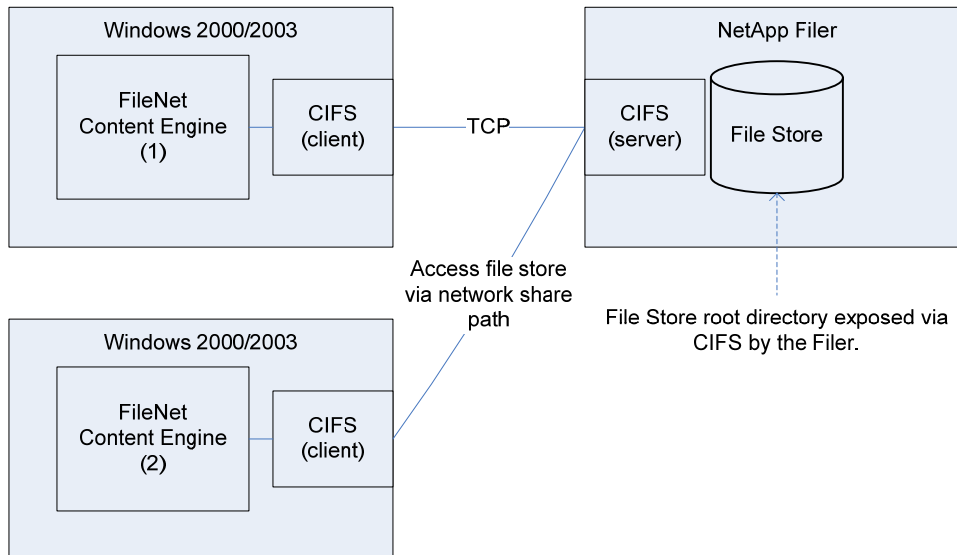 Windows 2000/2003
FileNet
Content Engine
(1)
CIFS
(client)
TCP
NetApp Filer
CIFS
(server)
File Store
Access file store
via network share
path
File Store root directory exposed via
CIFS by the Filer.
Windows 2000/2003
FileNet
Content Engine
(2)
CIFS
(client)